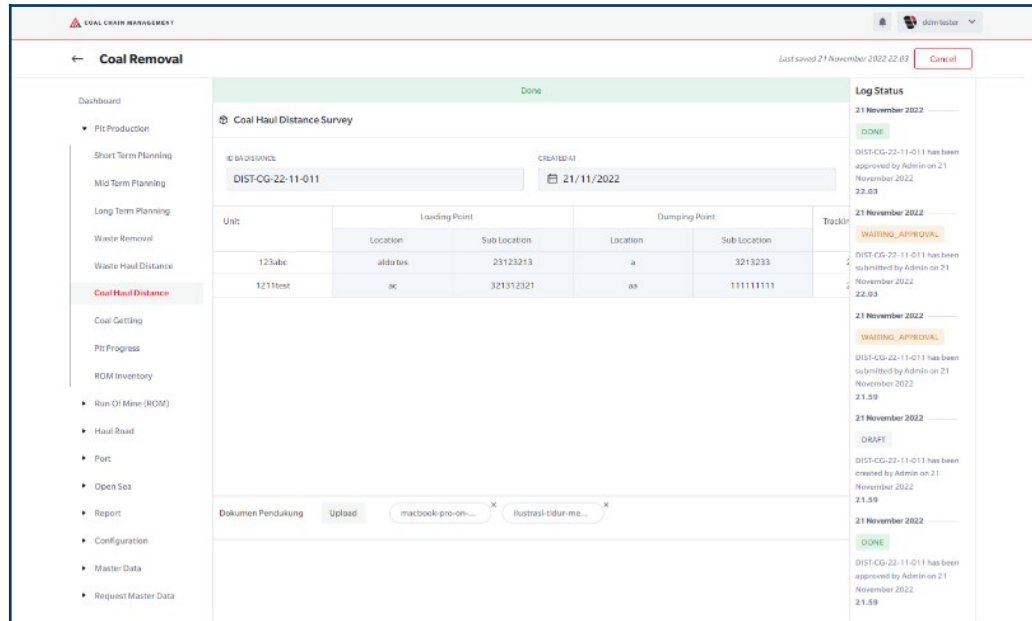 COAL CHAIN MANAGEMENT
ddm tester
← Coal Removal
Last saved 21 November 2022 22.03
Cancel
Dashboard
Pit Production
Short Term Planning
Mid Term Planning
Long Term Planning
Waste Removal
Waste Haul Distance
Coal Haul Distance
Coal Getting
Pit Progress
ROM Inventory
Run Of Mine (ROM)
Haul Road
Port
Open Sea
Report
Configuration
Master Data
Request Master Data
Done
Coal Haul Distance Survey
ID BA DISTANCE
CREATED AT
DIST-CG-22-11-011
21/11/2022
Unit Loading Point Dumping Point
Location Sub Location Location Sub Location
123abc aldo tes 23123213 a 3213233
1211test ac 321312321 aa 111111111
Dokumen Pendukung Upload macbook-pro-on-... × ilustrasi-tidur-me... ×
Log Status
21 November 2022
DONE
DIST-CG-22-11-011 has been
approved by Admin on 21
November 2022
22.03
21 November 2022
WAITING_APPROVAL
DIST-CG-22-11-011 has been
submitted by Admin on 21
November 2022
22.03
21 November 2022
WAITING_APPROVAL
DIST-CG-22-11-011 has been
submitted by Admin on 21
November 2022
21.59
21 November 2022
DRAFT
DIST-CG-22-11-011 has been
created by Admin on 21
November 2022
21.59
21 November 2022
DONE
DIST-CG-22-11-011 has been
approved by Admin on 21
November 2022
21.59